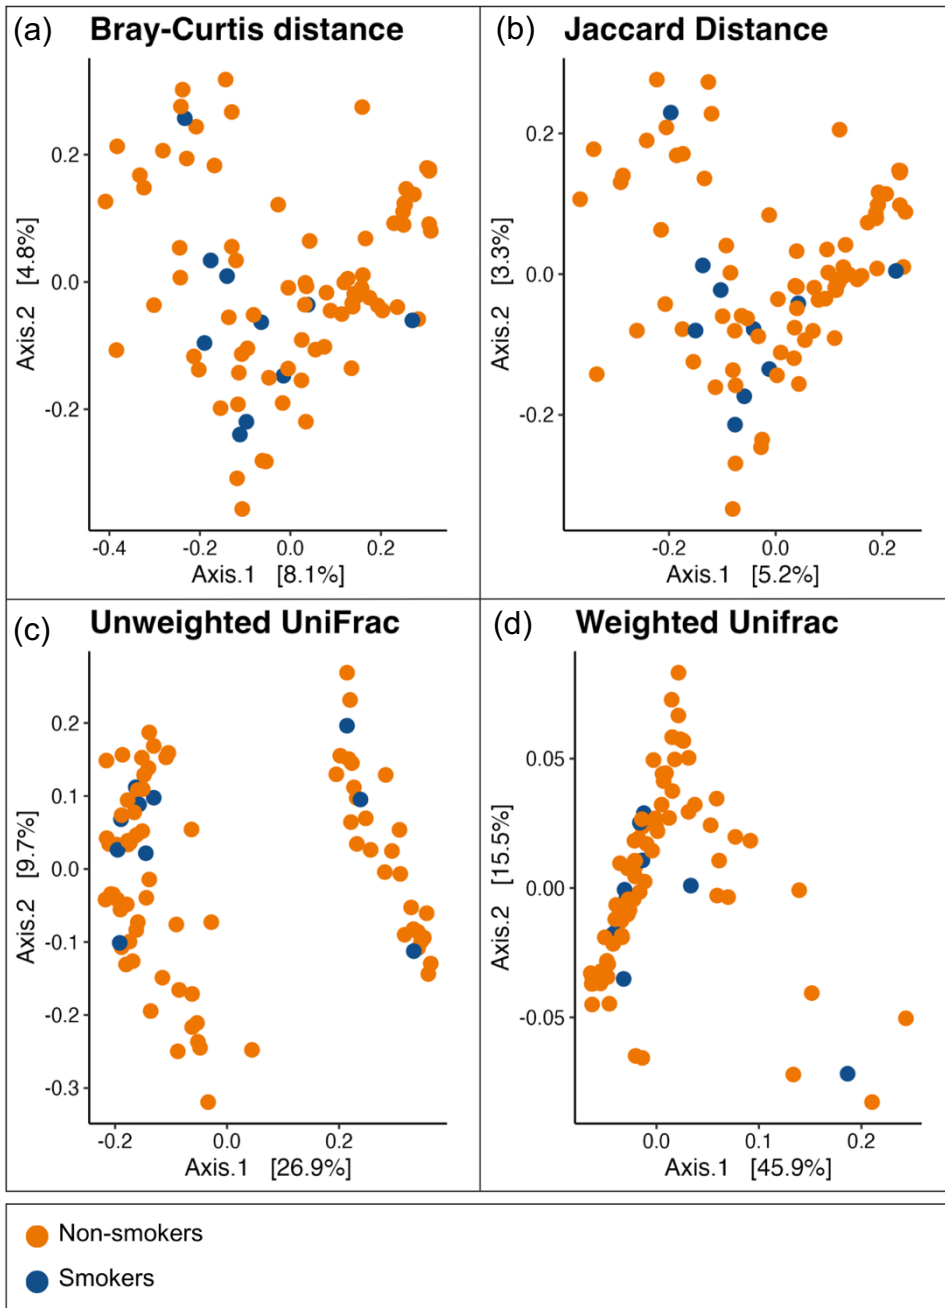 (a) Bray-Curtis distance
0.2
0.0
-0.2
Axis.2 [4.8%]
-0.4 -0.2 0.0 0.2
Axis.1 [8.1%]
(b) Jaccard Distance
0.2
0.0
-0.2
Axis.2 [3.3%]
-0.2 0.0 0.2
Axis.1 [5.2%]
(c) Unweighted UniFrac
0.2
0.1
0.0
-0.1
-0.2
-0.3
Axis.2 [9.7%]
-0.2 0.0 0.2
Axis.1 [26.9%]
(d) Weighted Unifrac
0.05
0.00
-0.05
Axis.2 [15.5%]
0.0 0.1 0.2
Axis.1 [45.9%]
Non-smokers
Smokers